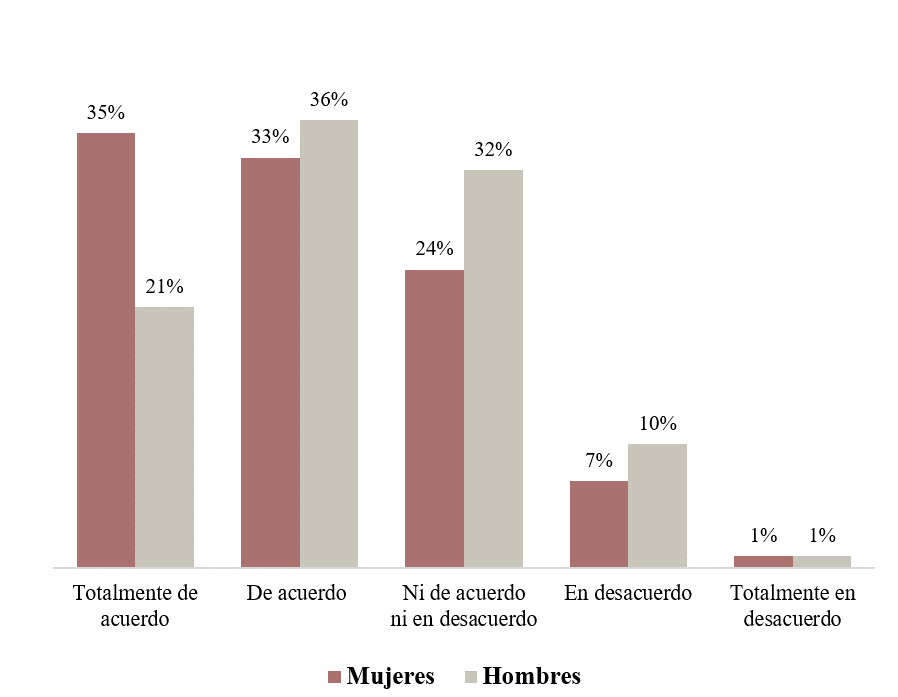 35%
33%
36%
32%
24%
21%
10%
7%
1%
1%
Totalmente de
acuerdo
De acuerdo
Ni de acuerdo
ni en desacuerdo
En desacuerdo
Totalmente en
desacuerdo
Mujeres
Hombres